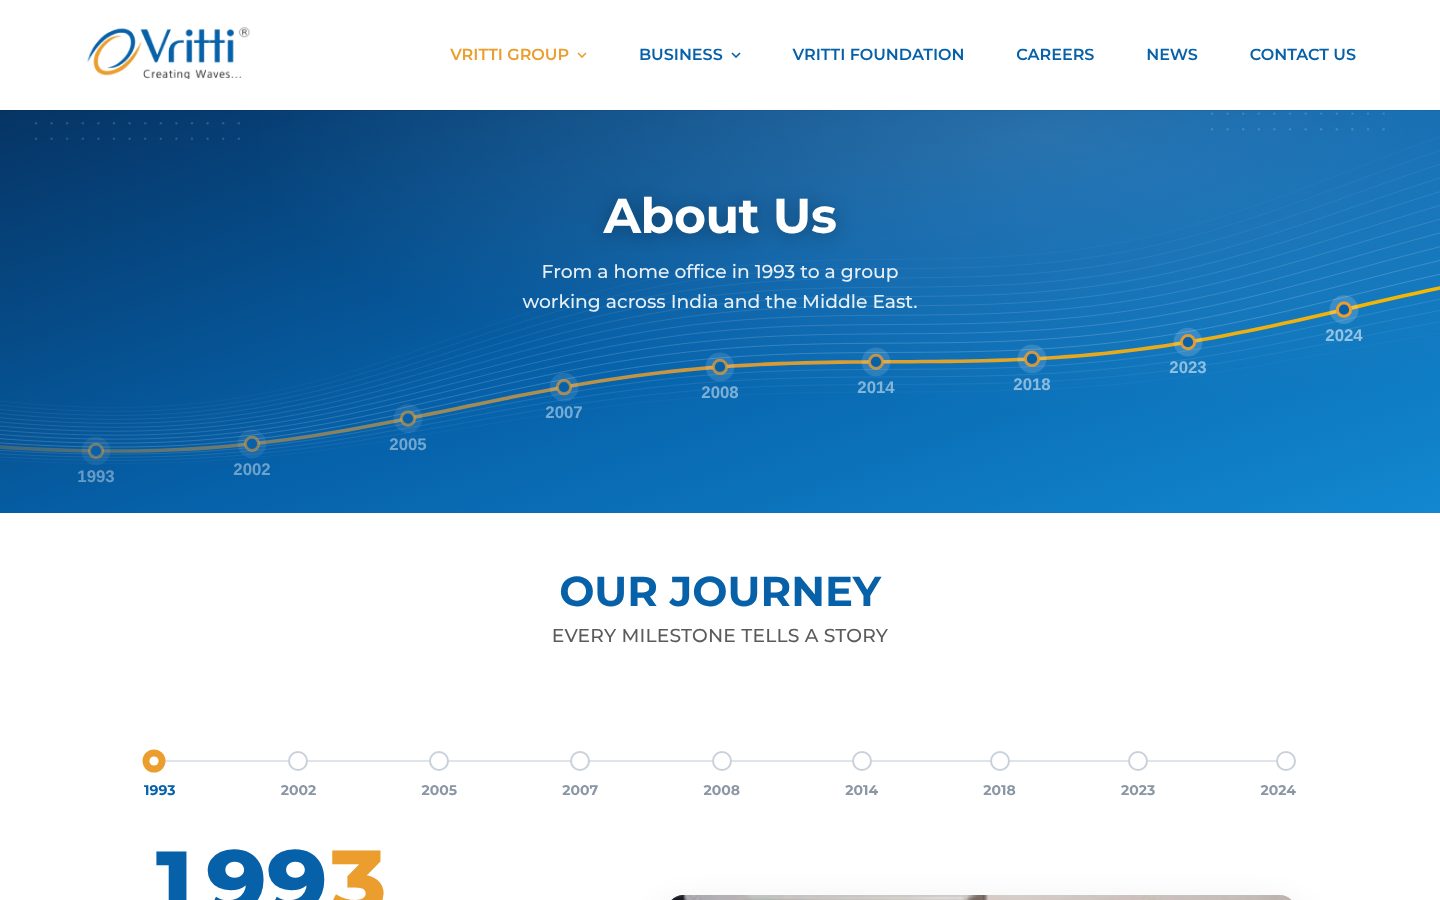 Vritti®
Creating Waves...
VRITTI GROUP
BUSINESS
VRITTI FOUNDATION
CAREERS
NEWS
CONTACT US
About Us
From a home office in 1993 to a group
working across India and the Middle East.
1993
2002
2005
2007
2008
2014
2018
2023
2024
OUR JOURNEY
EVERY MILESTONE TELLS A STORY
1993
2002
2005
2007
2008
2014
2018
2023
2024
1993